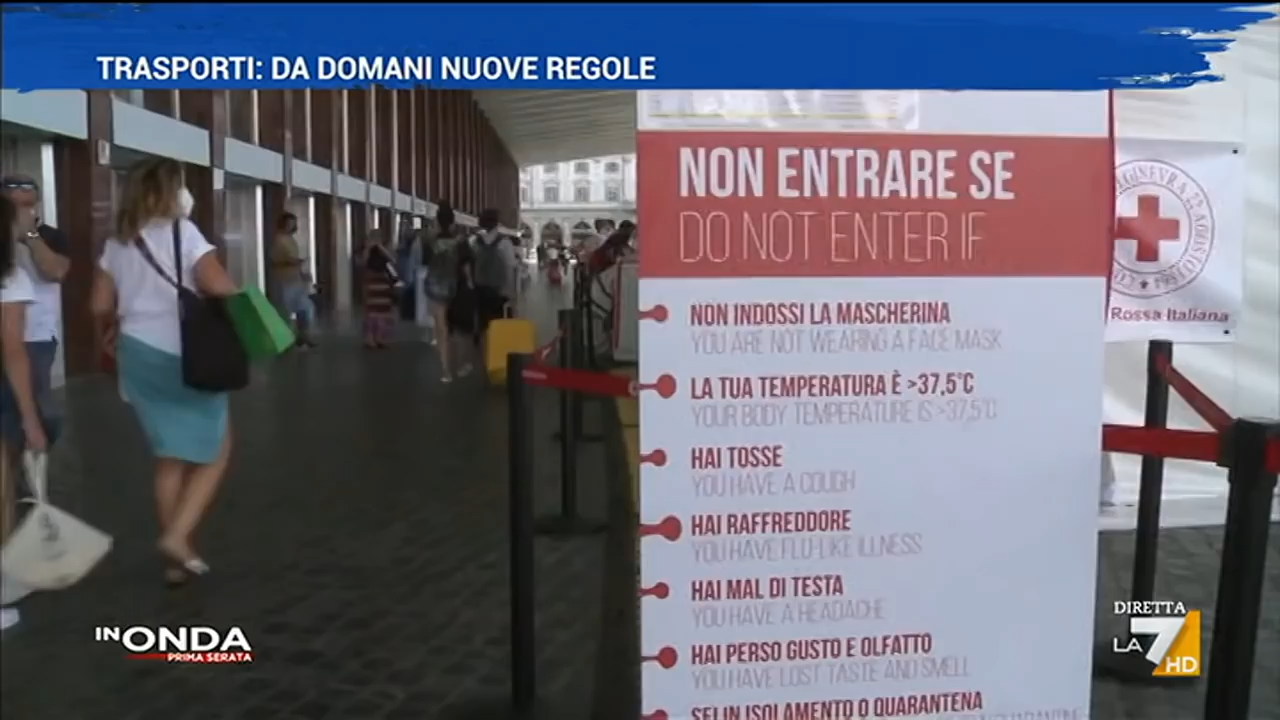 TRASPORTI: DA DOMANI NUOVE REGOLE
NON ENTRARE SE
DO NOT ENTER IF
NON INDOSSI LA MASCHERINA
YOU ARE NOT WEARING A FACE MASK
LA TUA TEMPERATURA È >37,5°C
YOUR BODY TEMPERATURE IS >37,5°C
HAI TOSSE
YOU HAVE A COUGH
HAI RAFFREDDORE
YOU HAVE FLU-LIKE ILLNESS
HAI MAL DI TESTA
YOU HAVE A HEADACHE
HAI PERSO GUSTO E OLFATTO
YOU HAVE LOST TASTE AND SMELL
SEI IN ISOLAMENTO O QUARANTENA
GINEVRA 22 AGOSTO
Rossa Italiana
IN ONDA
PRIMA SERATA
DIRETTA
LA 7 HD